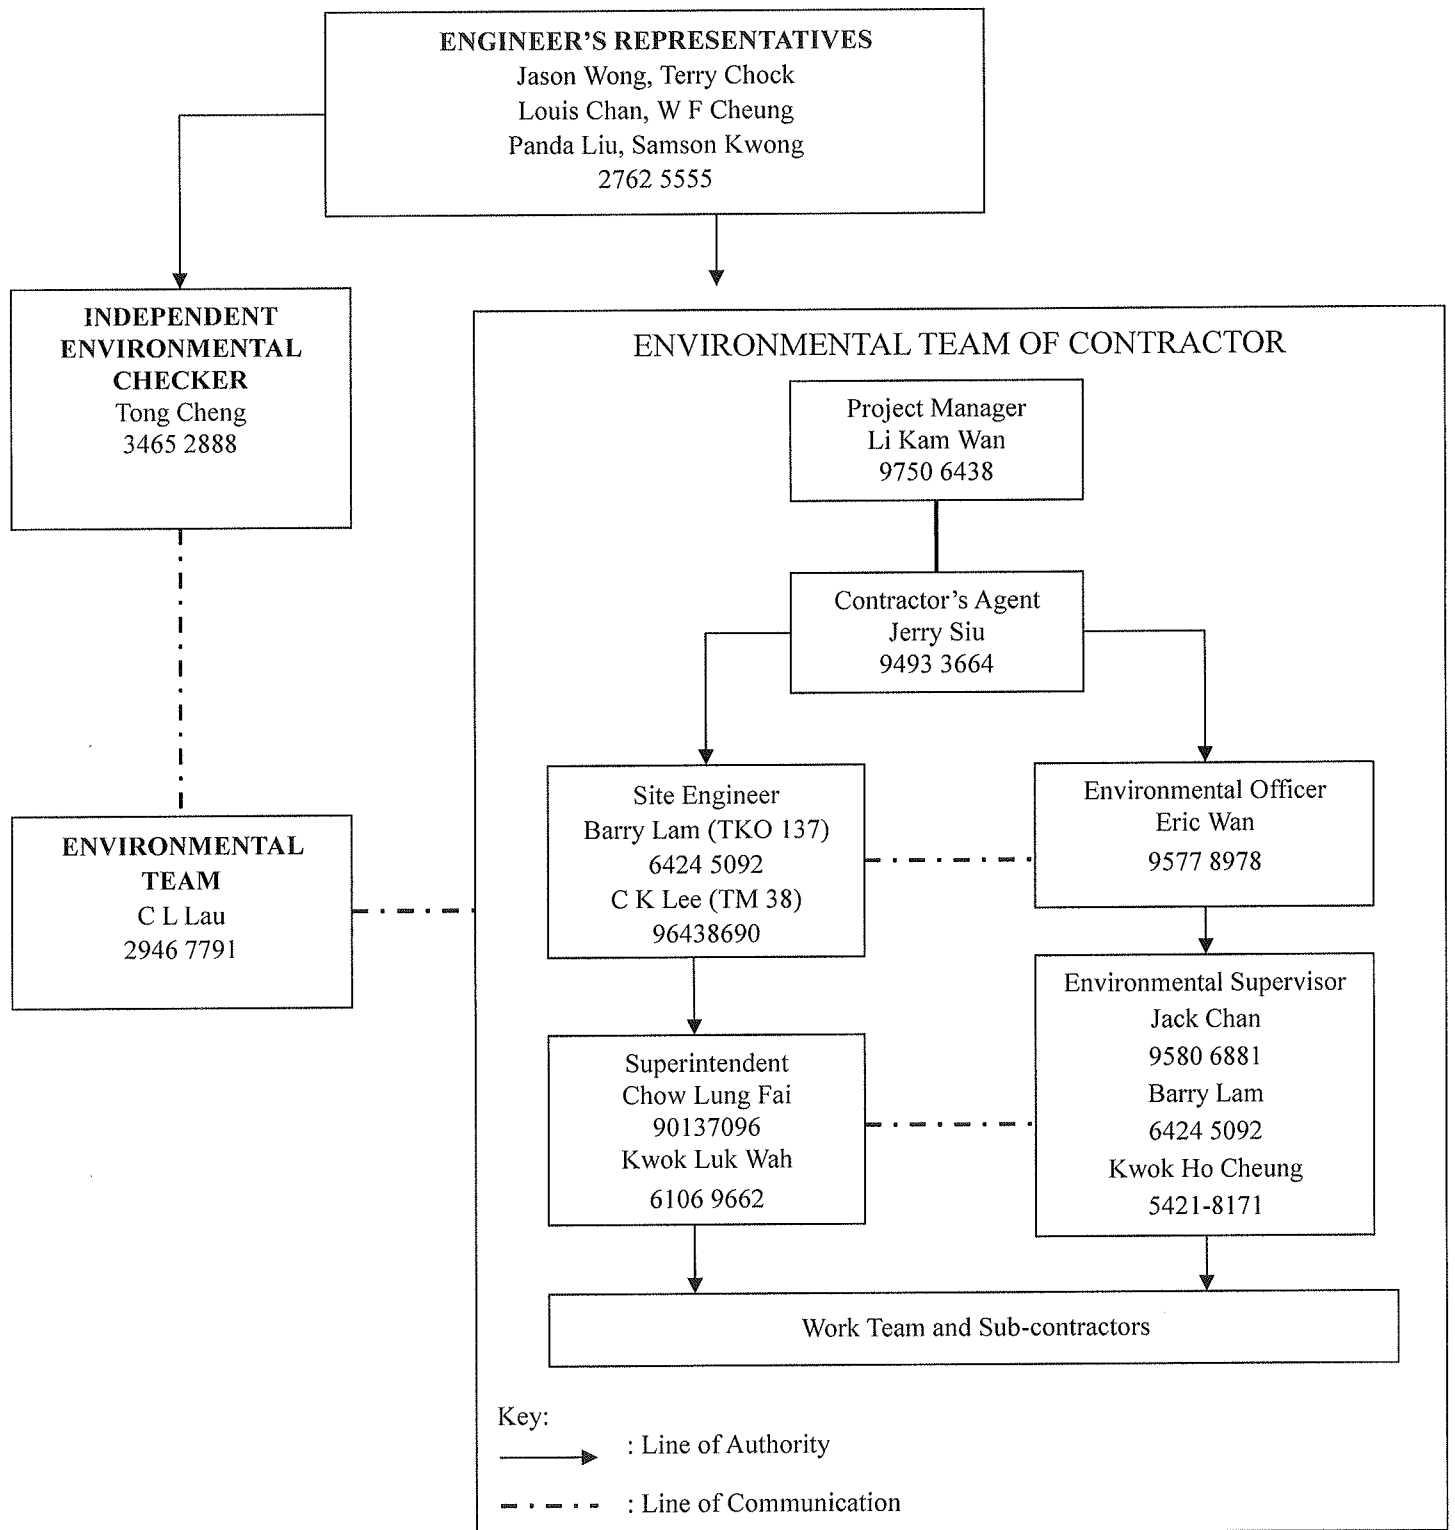 ENGINEER'S REPRESENTATIVES
Jason Wong, Terry Chock
Louis Chan, W F Cheung
Panda Liu, Samson Kwong
2762 5555
INDEPENDENT
ENVIRONMENTAL
CHECKER
Tong Cheng
3465 2888
ENVIRONMENTAL
TEAM
C L Lau
2946 7791
ENVIRONMENTAL TEAM OF CONTRACTOR
Project Manager
Li Kam Wan
9750 6438
Contractor's Agent
Jerry Siu
9493 3664
Site Engineer
Barry Lam (TKO 137)
6424 5092
C K Lee (TM 38)
96438690
Environmental Officer
Eric Wan
9577 8978
Superintendent
Chow Lung Fai
90137096
Kwok Luk Wah
6106 9662
Environmental Supervisor
Jack Chan
9580 6881
Barry Lam
6424 5092
Kwok Ho Cheung
5421-8171
Work Team and Sub-contractors
Key:
: Line of Authority
: Line of Communication